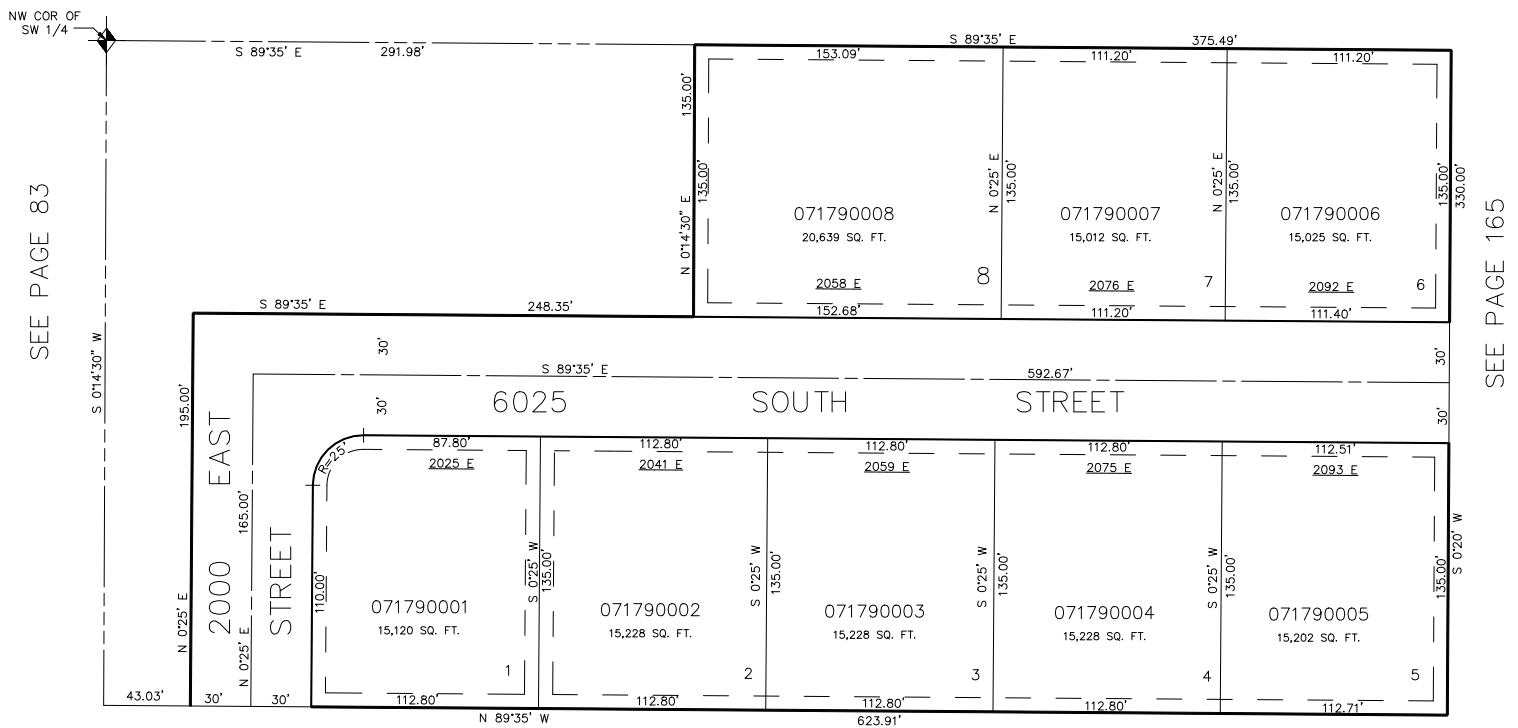 NW COR OF
SW 1/4
S 89°35' E
291.98'
S 89°35' E
375.49'
153.09'
111.20'
111.20'
135.00'
135.00'
N 0°14'30" E
N 0°25' E
135.00'
N 0°25' E
135.00'
135.00'
330.00'
SEE PAGE 83
SEE PAGE 165
071790008
20,639 SQ. FT.
071790007
15,012 SQ. FT.
071790006
15,025 SQ. FT.
2058 E
8
2076 E
7
2092 E
6
152.68'
111.20'
111.40'
S 89°35' E
248.35'
S 0°14'30" W
195.00'
30'
30'
S 89°35' E
592.67'
30'
30'
6025 SOUTH STREET
2000 EAST
STREET
165.00'
N 0°25' E
N 0°25' E
R=25'
87.80'
112.80'
112.80'
112.80'
112.51'
2025 E
2041 E
2059 E
2075 E
2093 E
110.00'
S 0°25' W
135.00'
S 0°25' W
135.00'
S 0°25' W
135.00'
S 0°25' W
135.00'
135.00'
S 0°20' W
071790001
15,120 SQ. FT.
1
071790002
15,228 SQ. FT.
2
071790003
15,228 SQ. FT.
3
071790004
15,228 SQ. FT.
4
071790005
15,202 SQ. FT.
5
43.03'
30'
30'
112.80'
112.80'
112.80'
112.80'
112.71'
N 89°35' W
623.91'